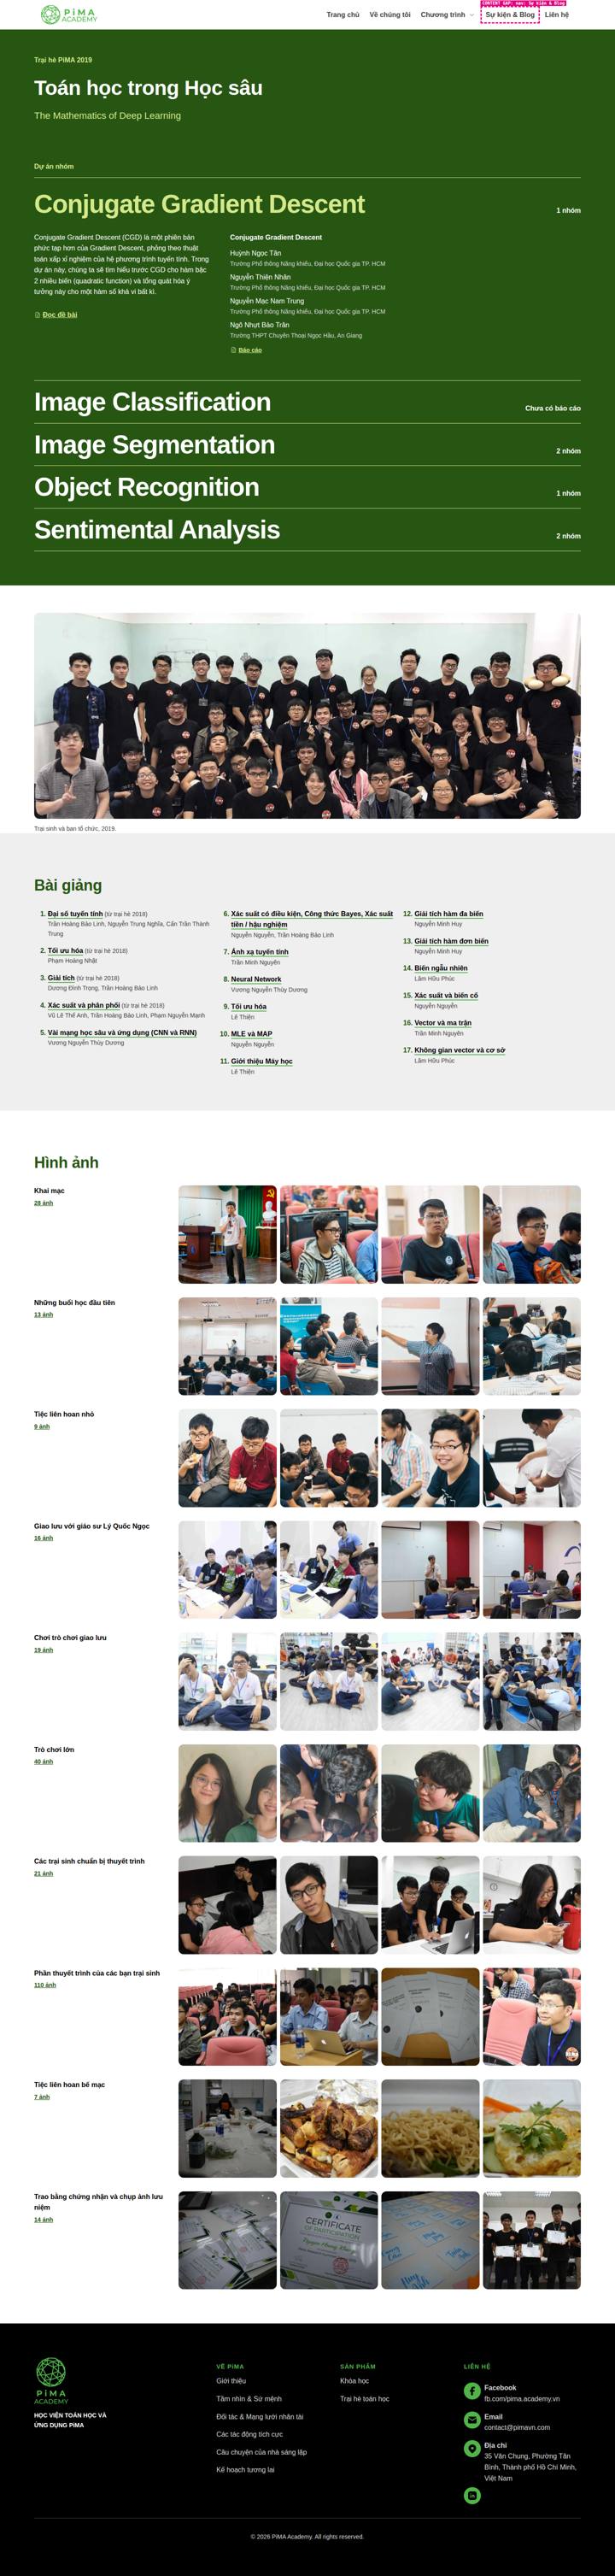 PiMA
ACADEMY
Trang chủ
Về chúng tôi
Chương trình
CONTENT GAP: nav: Sự kiện & Blog
Sự kiện & Blog
Liên hệ
Trại hè PiMA 2019
Toán học trong Học sâu
The Mathematics of Deep Learning
Dự án nhóm
Conjugate Gradient Descent
1 nhóm
Conjugate Gradient Descent (CGD) là một phiên bản
phức tạp hơn của Gradient Descent, phỏng theo thuật
toán xấp xỉ nghiệm của hệ phương trình tuyến tính. Trong
dự án này, chúng ta sẽ tìm hiểu trước CGD cho hàm bậc
2 nhiều biến (quadratic function) và tổng quát hóa ý
tưởng này cho một hàm số khả vi bất kì.
Đọc đề bài
Conjugate Gradient Descent
Huỳnh Ngọc Tân
Trường Phổ thông Năng khiếu, Đại học Quốc gia TP. HCM
Nguyễn Thiện Nhân
Trường Phổ thông Năng khiếu, Đại học Quốc gia TP. HCM
Nguyễn Mạc Nam Trung
Trường Phổ thông Năng khiếu, Đại học Quốc gia TP. HCM
Ngô Nhựt Bảo Trân
Trường THPT Chuyên Thoại Ngọc Hầu, An Giang
Báo cáo
Image Classification
Chưa có báo cáo
Image Segmentation
2 nhóm
Object Recognition
1 nhóm
Sentimental Analysis
2 nhóm
Trại sinh và ban tổ chức, 2019.
Bài giảng
1. Đại số tuyến tính (từ trại hè 2018)
Trần Hoàng Bảo Linh, Nguyễn Trung Nghĩa, Cấn Trần Thành
Trung
2. Tối ưu hóa (từ trại hè 2018)
Phạm Hoàng Nhật
3. Giải tích (từ trại hè 2018)
Dương Đình Trọng, Trần Hoàng Bảo Linh
4. Xác suất và phân phối (từ trại hè 2018)
Vũ Lê Thế Anh, Trần Hoàng Bảo Linh, Phạm Nguyễn Mạnh
5. Vài mạng học sâu và ứng dụng (CNN và RNN)
Vương Nguyễn Thùy Dương
6. Xác suất có điều kiện, Công thức Bayes, Xác suất
tiền / hậu nghiệm
Nguyễn Nguyễn, Trần Hoàng Bảo Linh
7. Ánh xạ tuyến tính
Trần Minh Nguyên
8. Neural Network
Vương Nguyễn Thùy Dương
9. Tối ưu hóa
Lê Thiện
10. MLE và MAP
Nguyễn Nguyễn
11. Giới thiệu Máy học
Lê Thiện
12. Giải tích hàm đa biến
Nguyễn Minh Huy
13. Giải tích hàm đơn biến
Nguyễn Minh Huy
14. Biến ngẫu nhiên
Lâm Hữu Phúc
15. Xác suất và biến cố
Nguyễn Nguyễn
16. Vector và ma trận
Trần Minh Nguyên
17. Không gian vector và cơ sở
Lâm Hữu Phúc
Hình ảnh
Khai mạc
28 ảnh
Những buổi học đầu tiên
13 ảnh
Tiệc liên hoan nhỏ
9 ảnh
Giao lưu với giáo sư Lý Quốc Ngọc
16 ảnh
Chơi trò chơi giao lưu
19 ảnh
Trò chơi lớn
40 ảnh
Các trại sinh chuẩn bị thuyết trình
21 ảnh
Phần thuyết trình của các bạn trại sinh
110 ảnh
Tiệc liên hoan bế mạc
7 ảnh
Trao bằng chứng nhận và chụp ảnh lưu
niệm
14 ảnh
CERTIFICATE
OF PARTICIPATION
PiMA
ACADEMY
HỌC VIỆN TOÁN HỌC VÀ
ỨNG DỤNG PiMA
VỀ PiMA
Giới thiệu
Tầm nhìn & Sứ mệnh
Đối tác & Mạng lưới nhân tài
Các tác động tích cực
Câu chuyện của nhà sáng lập
Kế hoạch tương lai
SẢN PHẨM
Khóa học
Trại hè toán học
LIÊN HỆ
Facebook
fb.com/pima.academy.vn
Email
contact@pimavn.com
Địa chỉ
35 Văn Chung, Phường Tân
Bình, Thành phố Hồ Chí Minh,
Việt Nam
© 2026 PiMA Academy. All rights reserved.